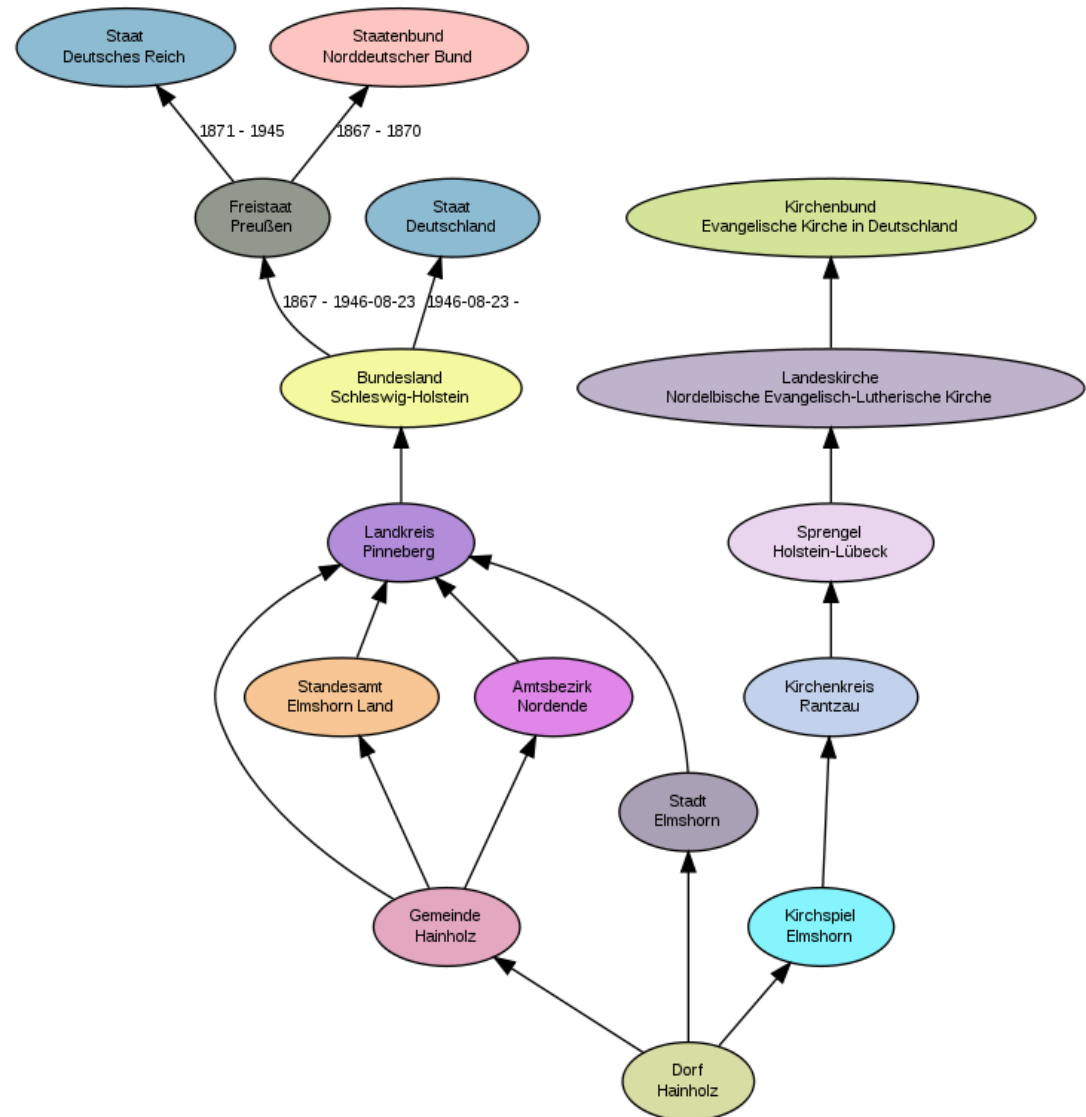 Staat
Deutsches Reich
Staatenbund
Norddeutscher Bund
1871 - 1945
1867 - 1870
Freistaat
Preußen
Staat
Deutschland
Kirchenbund
Evangelische Kirche in Deutschland
1867 - 1946-08-23
1946-08-23 -
Bundesland
Schleswig-Holstein
Landeskirche
Nordelbische Evangelisch-Lutherische Kirche
Landkreis
Pinneberg
Sprengel
Holstein-Lübeck
Standesamt
Elmshorn Land
Amtsbezirk
Nordende
Kirchenkreis
Rantzau
Stadt
Elmshorn
Gemeinde
Hainholz
Kirchspiel
Elmshorn
Dorf
Hainholz